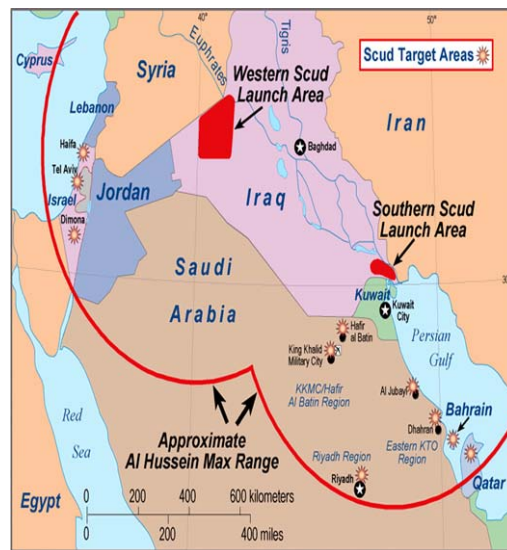 40°
50°
Scud Target Areas
Cyprus
Syria
Euphrates
Tigris
Western Scud
Launch Area
Iran
Lebanon
Haifa
Baghdad
Tel Aviv
Israel
Jordan
Iraq
Dimona
Southern Scud
Launch Area
Saudi
Arabia
Kuwait
Kuwait
City
Hafir
al Batin
Persian
Gulf
King Khalid
Military City
KKMC/Hafir
Al Batin Region
Al Jubayl
Bahrain
Dhahran
Eastern KTO
Region
Red
Sea
Approximate
Al Hussein Max Range
Riyadh Region
Riyadh
Qatar
Egypt
0 200 400 600 kilometers
0 200 400 miles